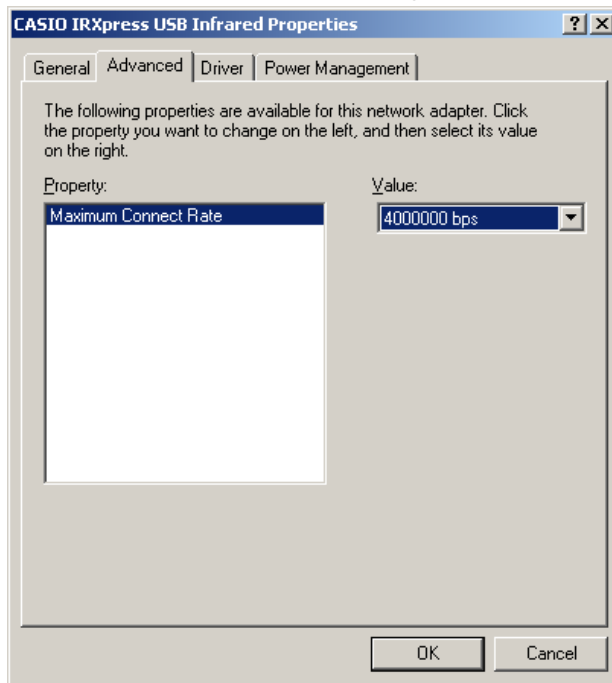 CASIO IRXpress USB Infrared Properties
General Advanced Driver Power Management
The following properties are available for this network adapter. Click
the property you want to change on the left, and then select its value
on the right.
Property: Value:
Maximum Connect Rate 4000000 bps
OK Cancel